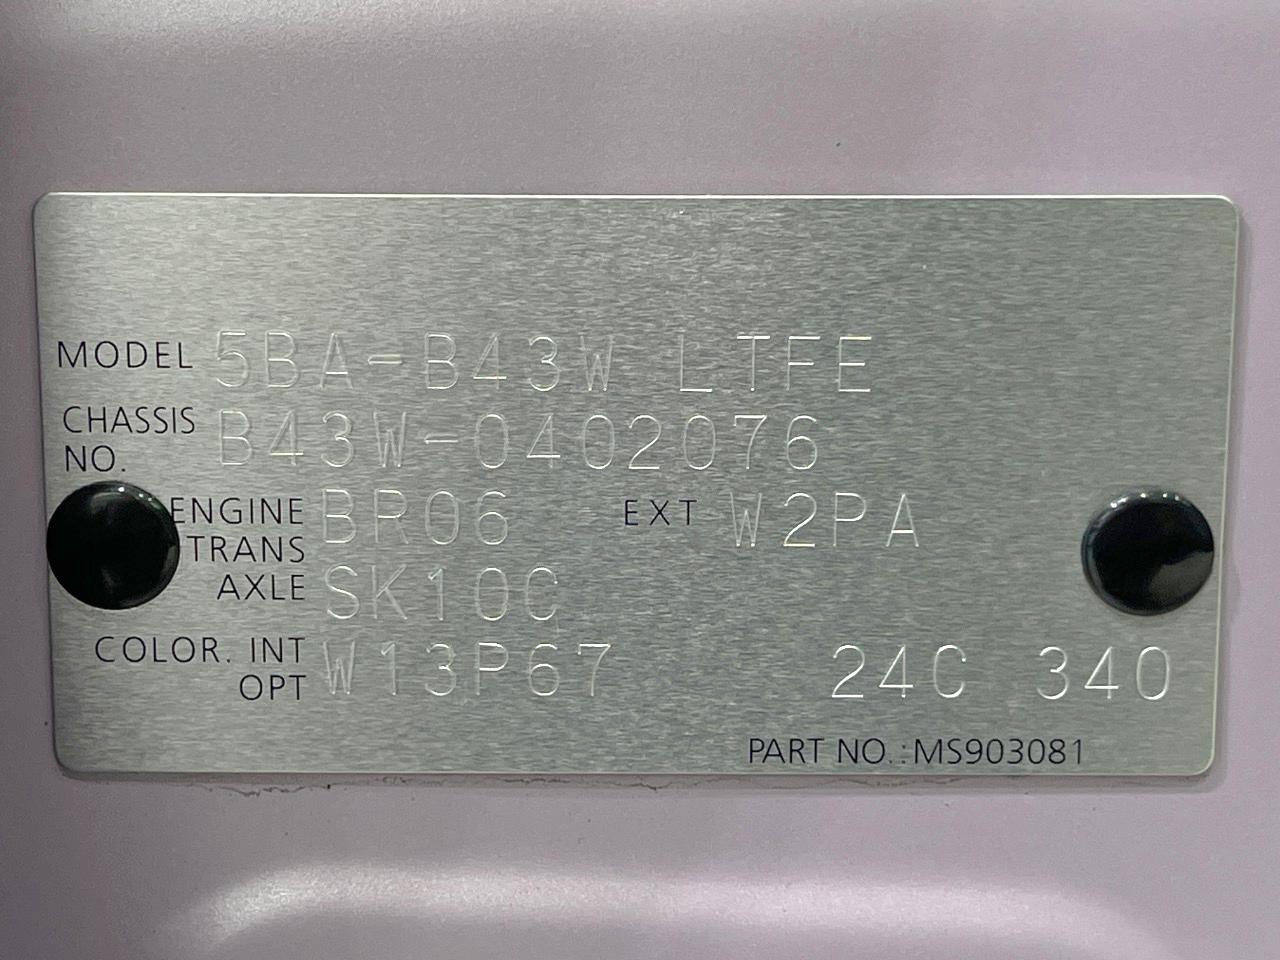 MODEL 5BA-B43W LTFE
CHASSIS NO. B43W-0402076
ENGINE BR06 EXT W2PA
TRANS AXLE SK10C
COLOR. INT OPT W13P67 24C 340
PART NO.:MS903081